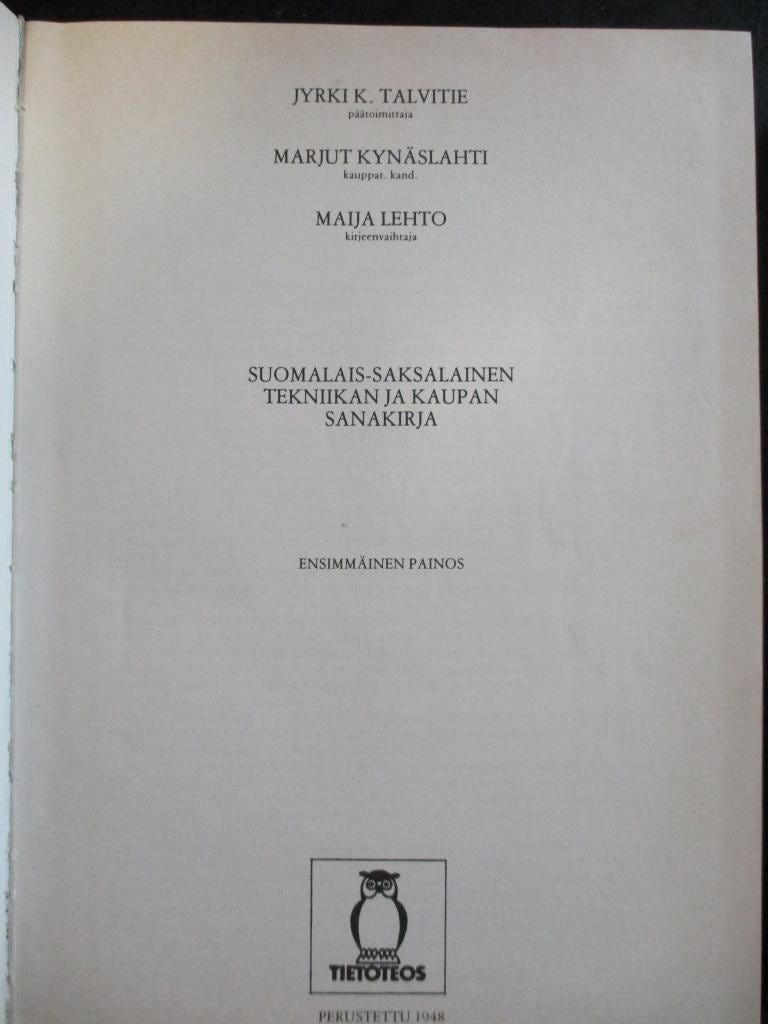 JYRKI K. TALVITIE
päätoimittaja
MARJUT KYNÄSLAHTI
kauppat. kand.
MAIJA LEHTO
kirjeenvaihtaja
SUOMALAIS-SAKSALAINEN
TEKNIIKAN JA KAUPAN
SANAKIRJA
ENSIMMÄINEN PAINOS
TIETOTEOS
PERUSTETTU 1948